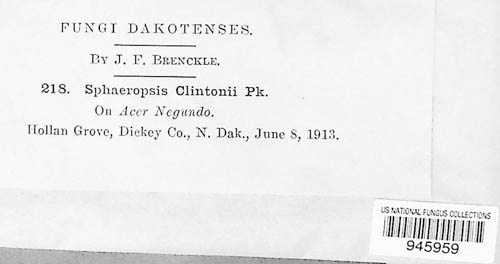 FUNGI DAKOTENSES.
BY J. F. BRENCKLE.
218. Sphaeropsis Clintonii Pk.
On Acer Negundo.
Hollan Grove, Dickey Co., N. Dak., June 8, 1913.
US NATIONAL FUNGUS COLLECTIONS
945959